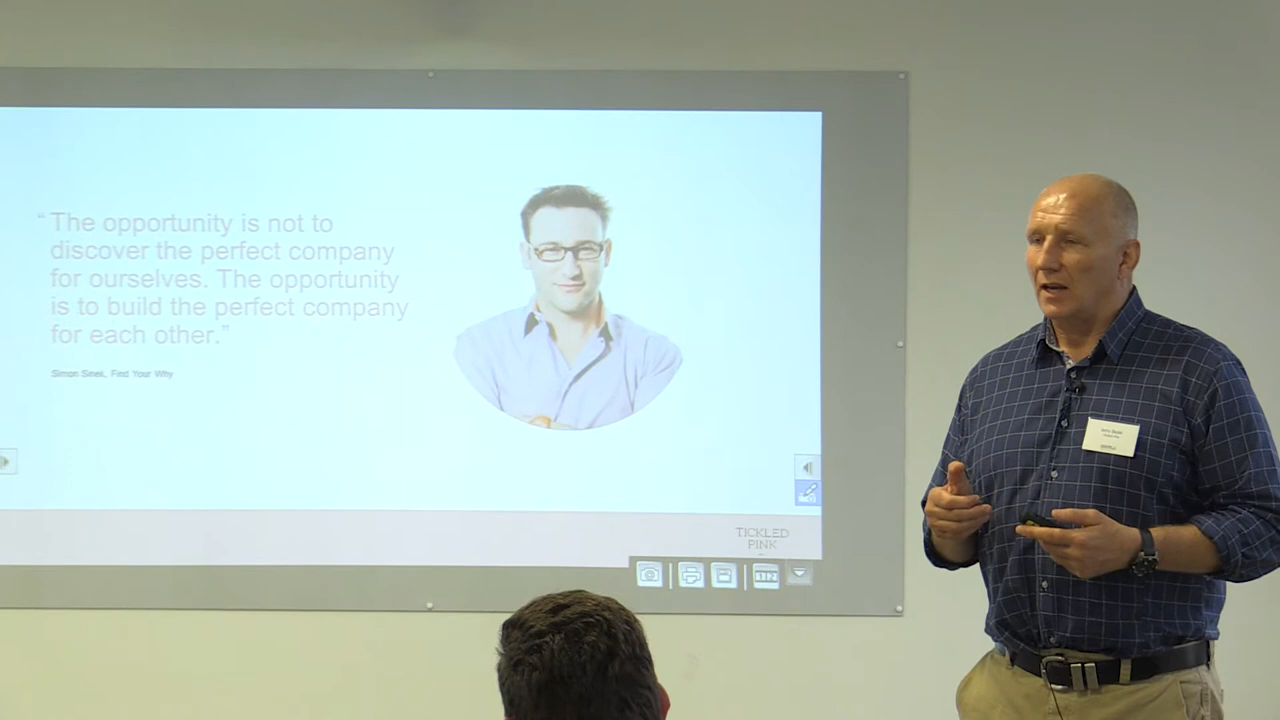 “The opportunity is not to
discover the perfect company
for ourselves. The opportunity
is to build the perfect company
for each other.”
Simon Sinek, Find Your Why
TICKLED
PINK